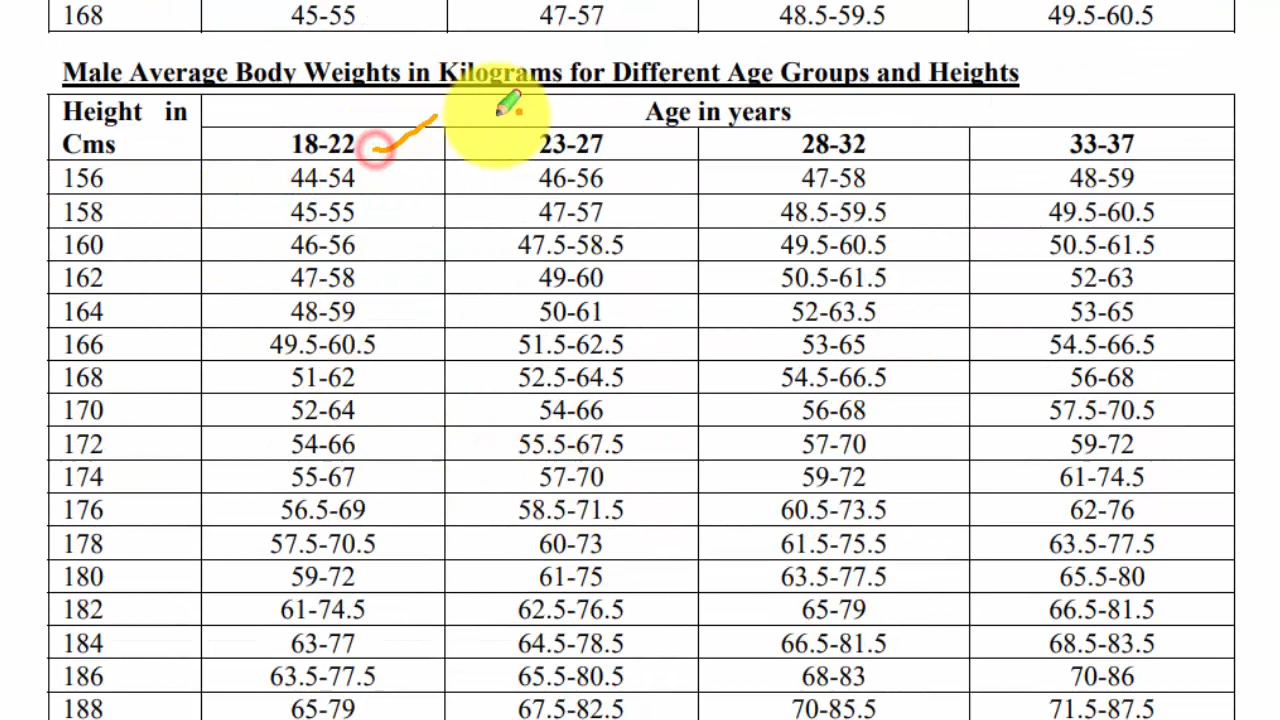 168 45-55 47-57 48.5-59.5 49.5-60.5
Male Average Body Weights in Kilograms for Different Age Groups and Heights
Height in Cms Age in years
18-22 23-27 28-32 33-37
156 44-54 46-56 47-58 48-59
158 45-55 47-57 48.5-59.5 49.5-60.5
160 46-56 47.5-58.5 49.5-60.5 50.5-61.5
162 47-58 49-60 50.5-61.5 52-63
164 48-59 50-61 52-63.5 53-65
166 49.5-60.5 51.5-62.5 53-65 54.5-66.5
168 51-62 52.5-64.5 54.5-66.5 56-68
170 52-64 54-66 56-68 57.5-70.5
172 54-66 55.5-67.5 57-70 59-72
174 55-67 57-70 59-72 61-74.5
176 56.5-69 58.5-71.5 60.5-73.5 62-76
178 57.5-70.5 60-73 61.5-75.5 63.5-77.5
180 59-72 61-75 63.5-77.5 65.5-80
182 61-74.5 62.5-76.5 65-79 66.5-81.5
184 63-77 64.5-78.5 66.5-81.5 68.5-83.5
186 63.5-77.5 65.5-80.5 68-83 70-86
188 65-79 67.5-82.5 70-85.5 71.5-87.5